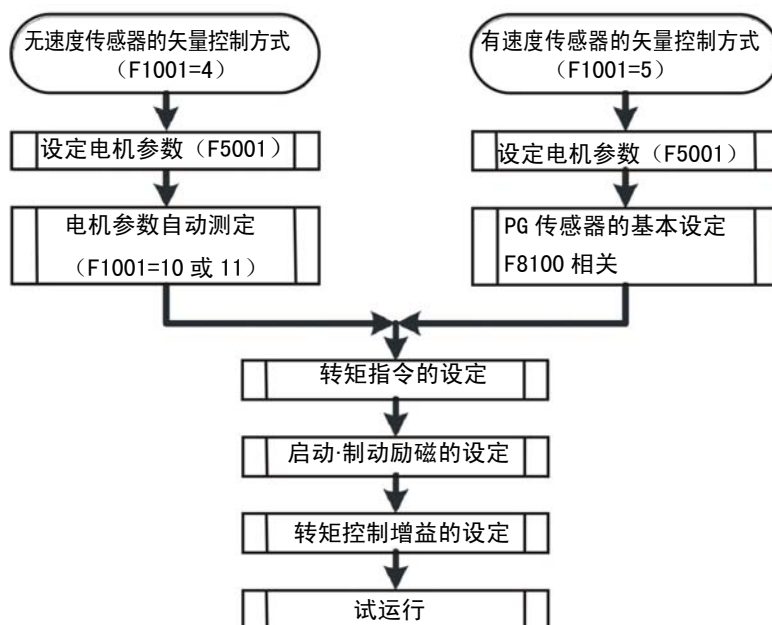 无速度传感器的矢量控制方式
（F1001=4）
设定电机参数（F5001）
电机参数自动测定
（F1001=10 或 11）
有速度传感器的矢量控制方式
（F1001=5）
设定电机参数（F5001）
PG 传感器的基本设定
F8100 相关
转矩指令的设定
启动·制动励磁的设定
转矩控制增益的设定
试运行